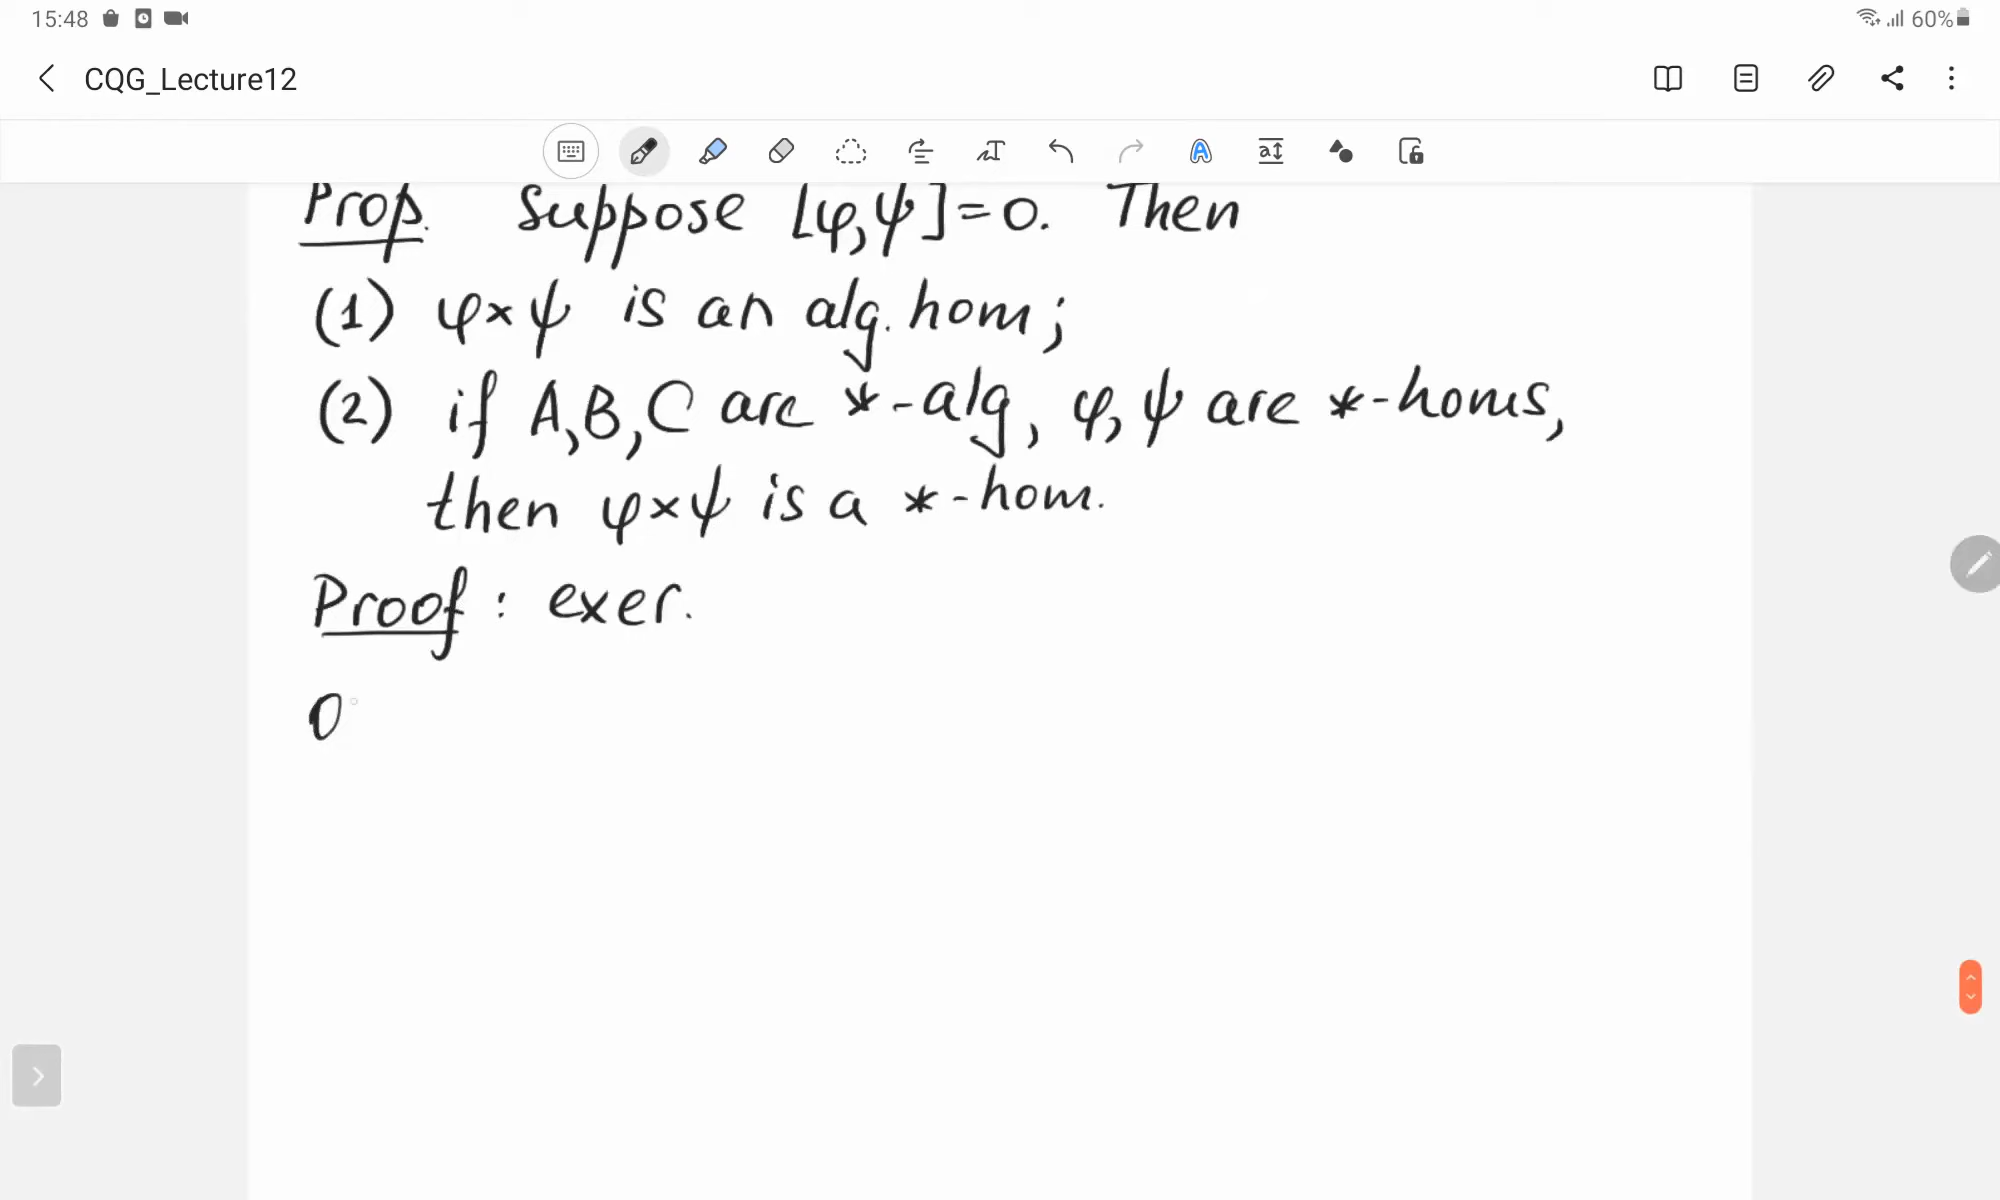 15:48
60%
CQG_Lecture12
Prop. Suppose [φ,ψ]=0. Then
(1) φ×ψ is an alg. hom;
(2) if A,B,C are *-alg, φ,ψ are *-homs,
then φ×ψ is a *-hom.
Proof: exer.
O